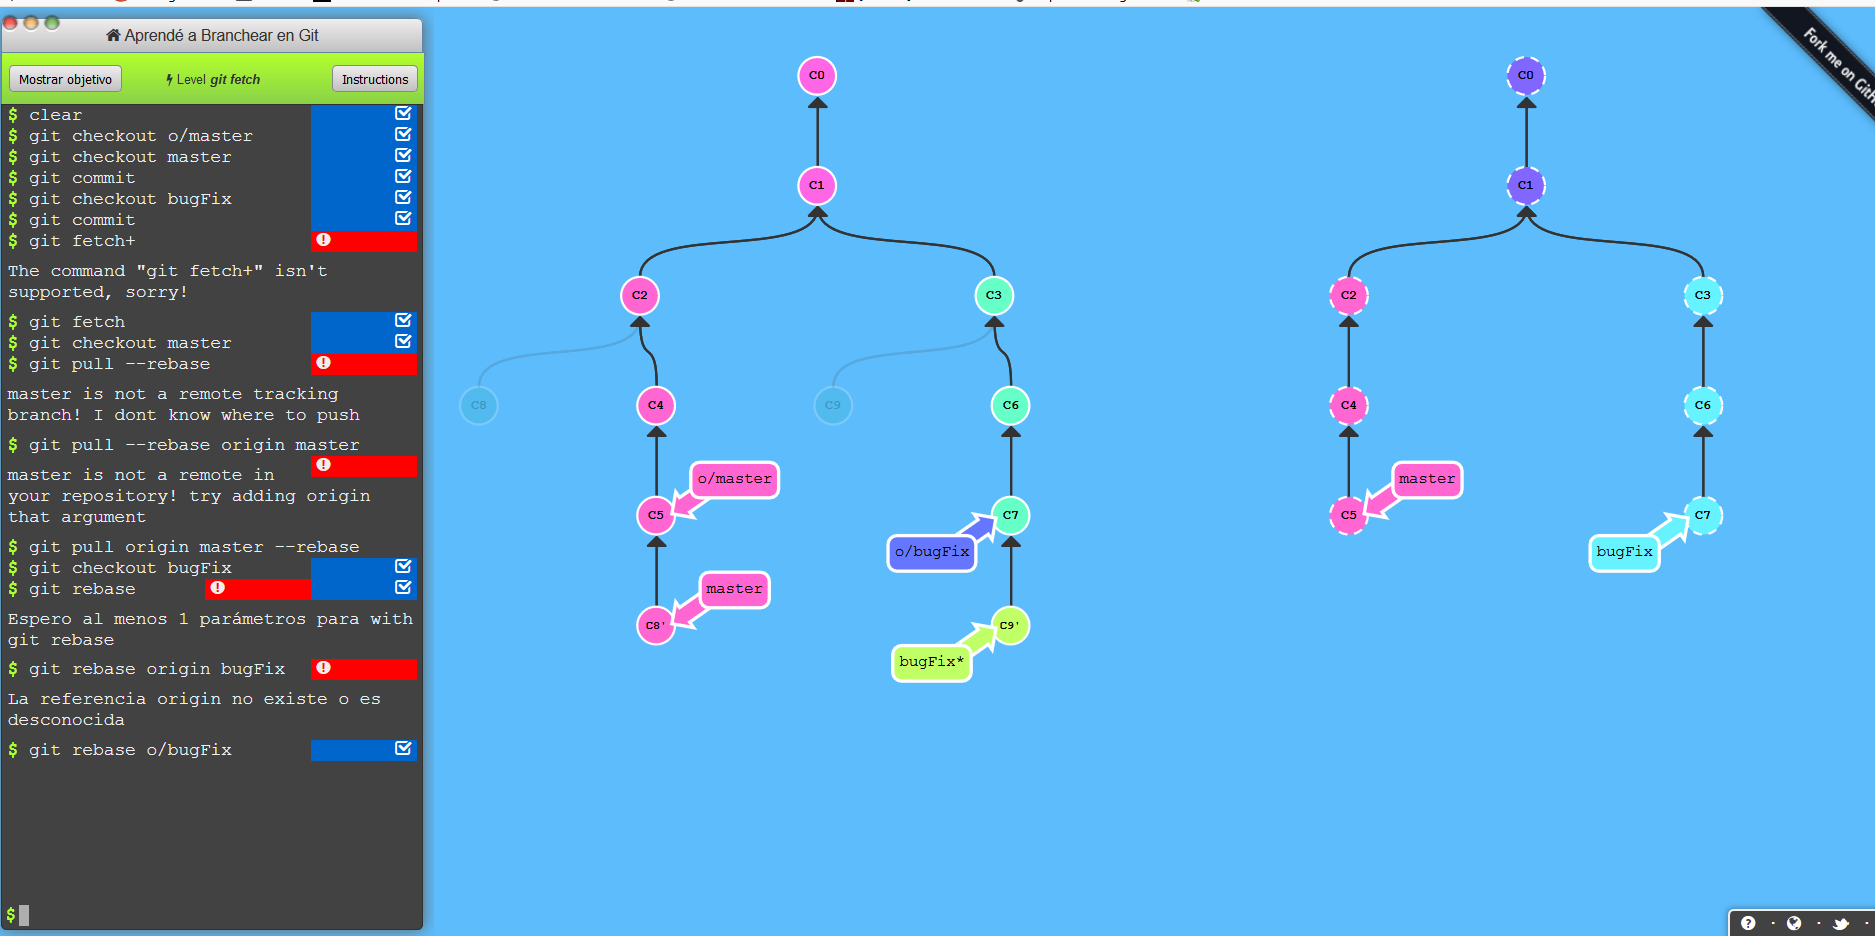 Aprendé a Branchear en Git
Mostrar objetivo
Level git fetch
Instructions
$ clear
$ git checkout o/master
$ git checkout master
$ git commit
$ git checkout bugFix
$ git commit
$ git fetch+
The command "git fetch+" isn't
supported, sorry!
$ git fetch
$ git checkout master
$ git pull --rebase
master is not a remote tracking
branch! I dont know where to push
$ git pull --rebase origin master
master is not a remote in
your repository! try adding origin
that argument
$ git pull origin master --rebase
$ git checkout bugFix
$ git rebase
Espero al menos 1 parámetros para with
git rebase
$ git rebase origin bugFix
La referencia origin no existe o es
desconocida
$ git rebase o/bugFix
$
C0
C1
C2
C3
C8
C4
C9
C6
o/master
C5
C7
o/bugFix
master
C8'
C9'
bugFix*
C0
C1
C2
C3
C4
C6
master
C5
C7
bugFix
Fork me on GitH